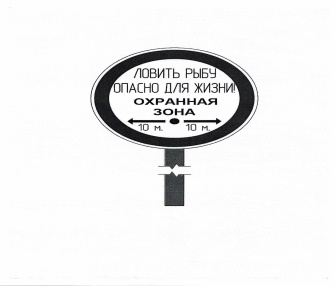 ЛОВИТЬ РЫБУ
ОПАСНО ДЛЯ ЖИЗНИ!
ОХРАННАЯ
ЗОНА
10 м. 10 м.